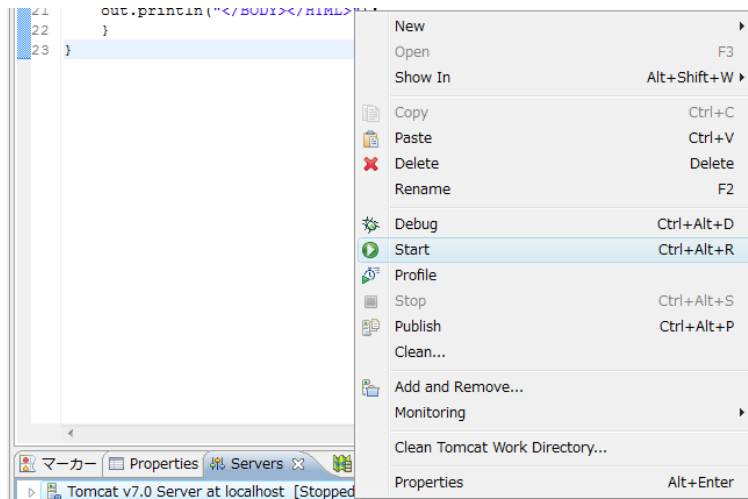 21 out.println("</BODY></HTML>");
22 }
23 }
New
Open F3
Show In Alt+Shift+W
Copy Ctrl+C
Paste Ctrl+V
Delete Delete
Rename F2
Debug Ctrl+Alt+D
Start Ctrl+Alt+R
Profile
Stop Ctrl+Alt+S
Publish Ctrl+Alt+P
Clean...
Add and Remove...
Monitoring
Clean Tomcat Work Directory...
Properties Alt+Enter
マーカー Properties Servers
Tomcat v7.0 Server at localhost [Stopped